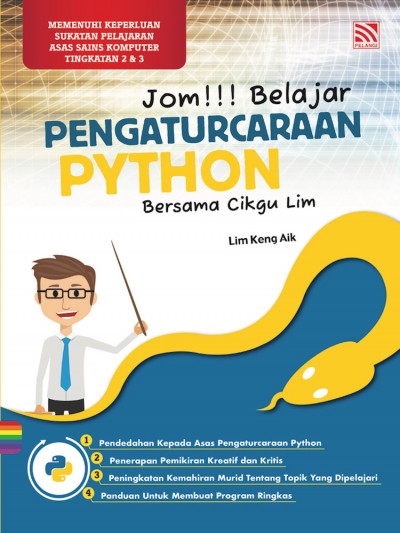 MEMENUHI KEPERLUAN
SUKATAN PELAJARAN
ASAS SAINS KOMPUTER
TINGKATAN 2 & 3
PELANGI
Jom!!! Belajar
PENGATURCARAAN
PYTHON
Bersama Cikgu Lim
Lim Keng Aik
1 Pendedahan Kepada Asas Pengaturcaraan Python
2 Penerapan Pemikiran Kreatif dan Kritis
3 Peningkatan Kemahiran Murid Tentang Topik Yang Dipelajari
4 Panduan Untuk Membuat Program Ringkas